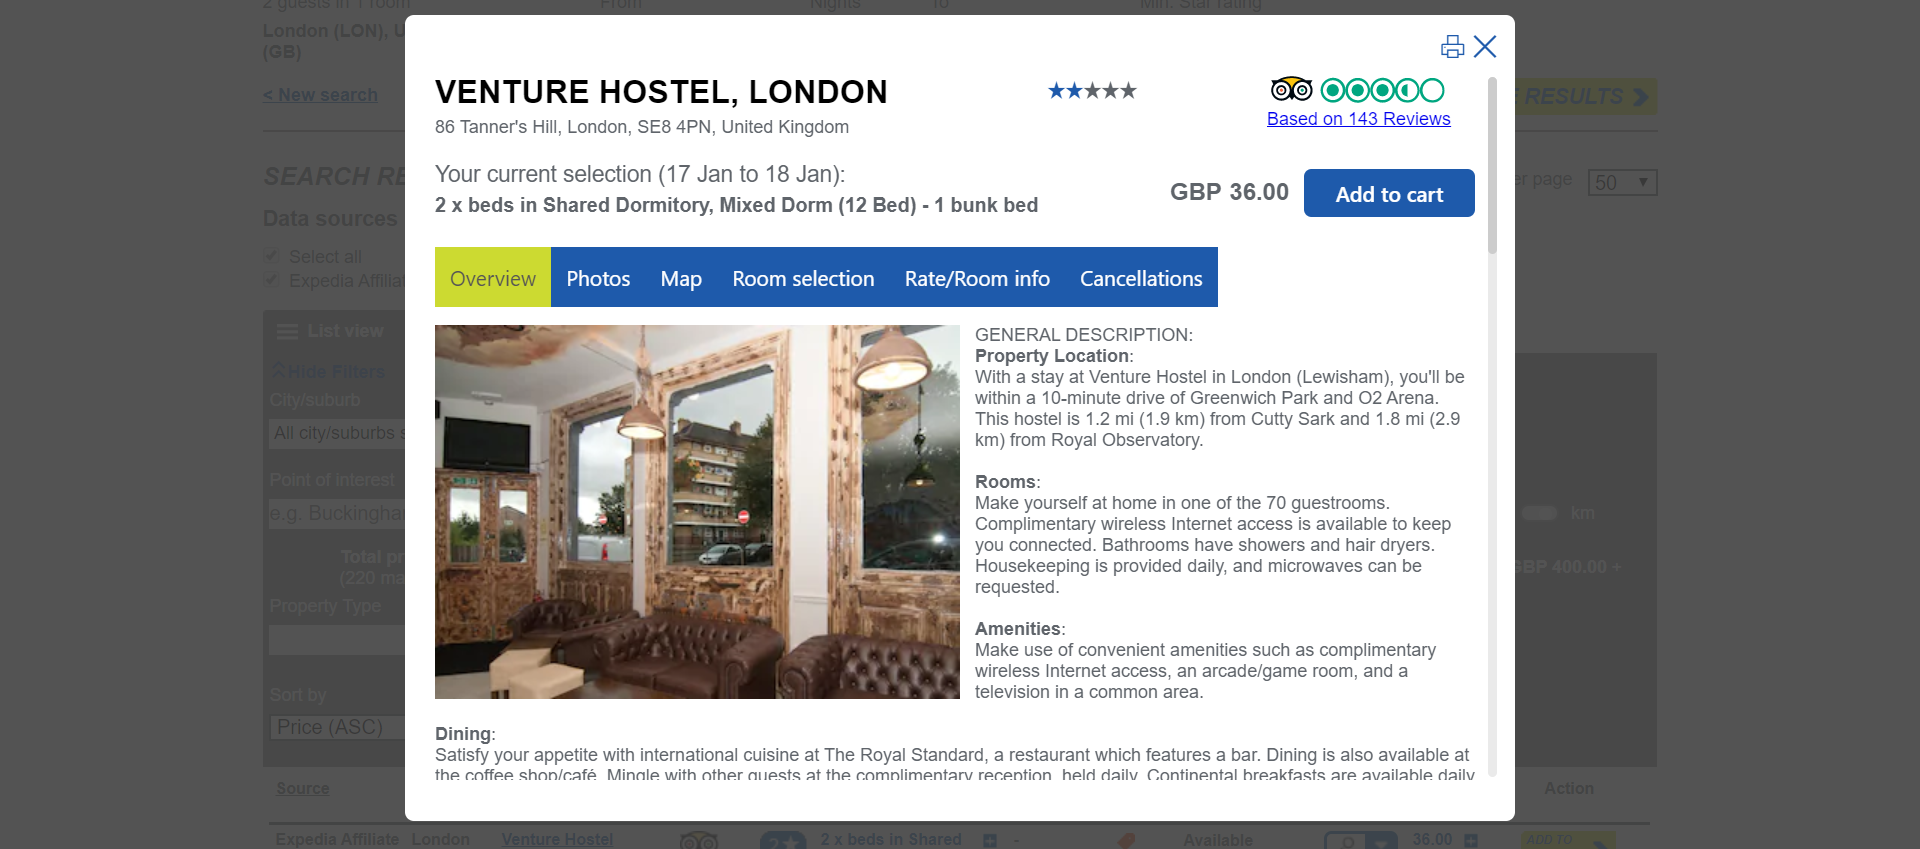 2 guests in 1 room From Nights To Min. Star rating
London (LON), U
(GB)
< New search
E RESULTS
SEARCH RE
er page 50
Data sources
Select all
Expedia Affiliat
List view
Hide Filters
City/suburb
All city/suburbs s
Point of interest
e.g. Buckingha
km
Total pr
(220 ma
GBP 400.00 +
Property Type
Sort by
Price (ASC)
Source Action
Expedia Affiliate London Venture Hostel 2 x beds in Shared - Available 36.00 ADD TO
VENTURE HOSTEL, LONDON
86 Tanner's Hill, London, SE8 4PN, United Kingdom
Based on 143 Reviews
Your current selection (17 Jan to 18 Jan):
2 x beds in Shared Dormitory, Mixed Dorm (12 Bed) - 1 bunk bed
GBP 36.00 Add to cart
Overview Photos Map Room selection Rate/Room info Cancellations
GENERAL DESCRIPTION:
Property Location:
With a stay at Venture Hostel in London (Lewisham), you'll be
within a 10-minute drive of Greenwich Park and O2 Arena.
This hostel is 1.2 mi (1.9 km) from Cutty Sark and 1.8 mi (2.9
km) from Royal Observatory.
Rooms:
Make yourself at home in one of the 70 guestrooms.
Complimentary wireless Internet access is available to keep
you connected. Bathrooms have showers and hair dryers.
Housekeeping is provided daily, and microwaves can be
requested.
Amenities:
Make use of convenient amenities such as complimentary
wireless Internet access, an arcade/game room, and a
television in a common area.
Dining:
Satisfy your appetite with international cuisine at The Royal Standard, a restaurant which features a bar. Dining is also available at
the coffee shop/café. Mingle with other guests at the complimentary reception, held daily. Continental breakfasts are available daily